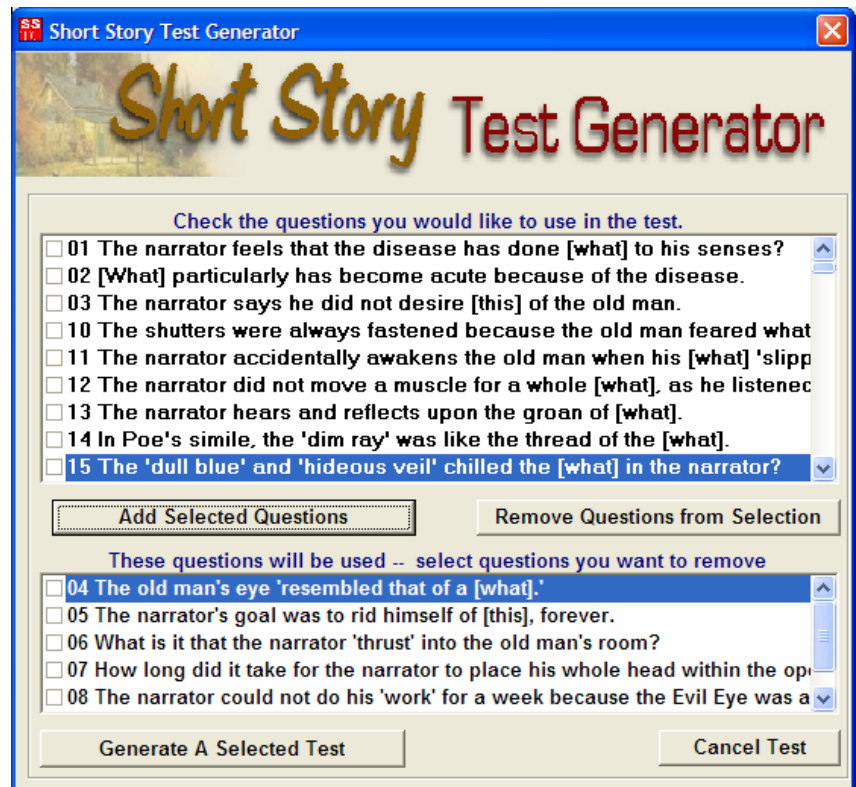 SS
IT.
Short Story Test Generator
Short Story Test Generator
Check the questions you would like to use in the test.
01 The narrator feels that the disease has done [what] to his senses?
02 [What] particularly has become acute because of the disease.
03 The narrator says he did not desire [this] of the old man.
10 The shutters were always fastened because the old man feared what
11 The narrator accidentally awakens the old man when his [what] 'slipp
12 The narrator did not move a muscle for a whole [what], as he listened
13 The narrator hears and reflects upon the groan of [what].
14 In Poe's simile, the 'dim ray' was like the thread of the [what].
15 The 'dull blue' and 'hideous veil' chilled the [what] in the narrator?
Add Selected Questions Remove Questions from Selection
These questions will be used -- select questions you want to remove
04 The old man's eye 'resembled that of a [what].'
05 The narrator's goal was to rid himself of [this], forever.
06 What is it that the narrator 'thrust' into the old man's room?
07 How long did it take for the narrator to place his whole head within the ope
08 The narrator could not do his 'work' for a week because the Evil Eye was a
Generate A Selected Test Cancel Test